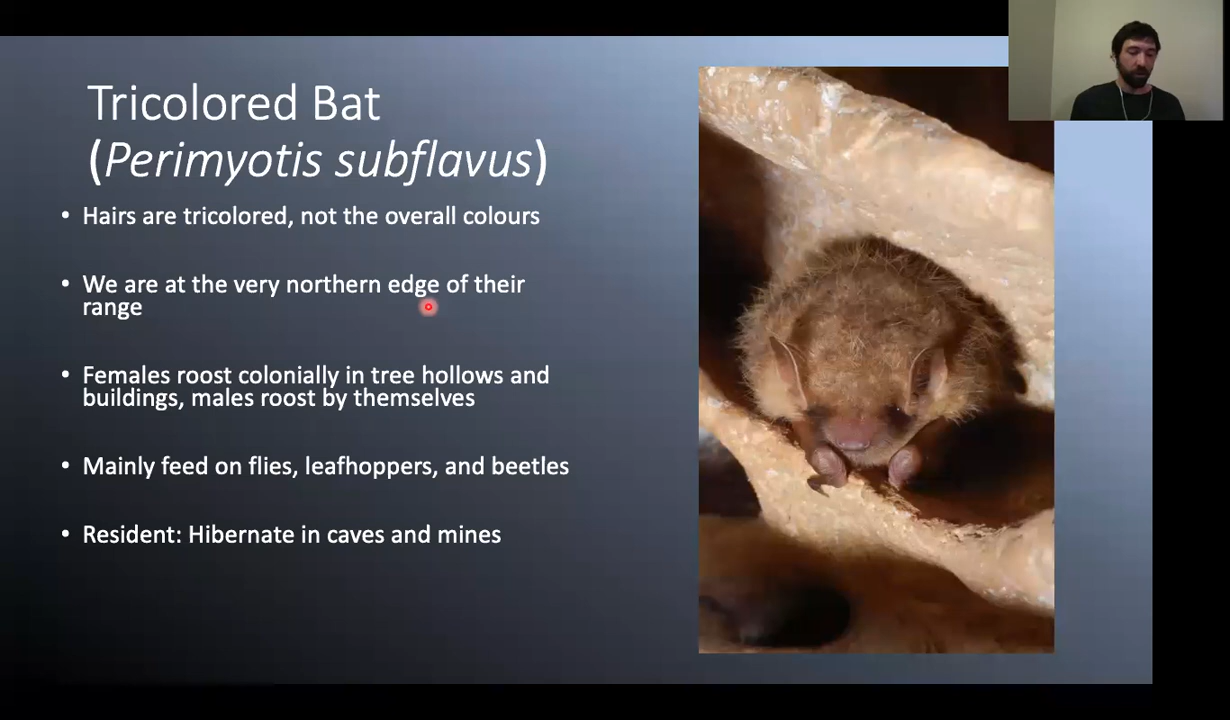 Tricolored Bat
(Perimyotis subflavus)
• Hairs are tricolored, not the overall colours
• We are at the very northern edge of their
range
• Females roost colonially in tree hollows and
buildings, males roost by themselves
• Mainly feed on flies, leafhoppers, and beetles
• Resident: Hibernate in caves and mines